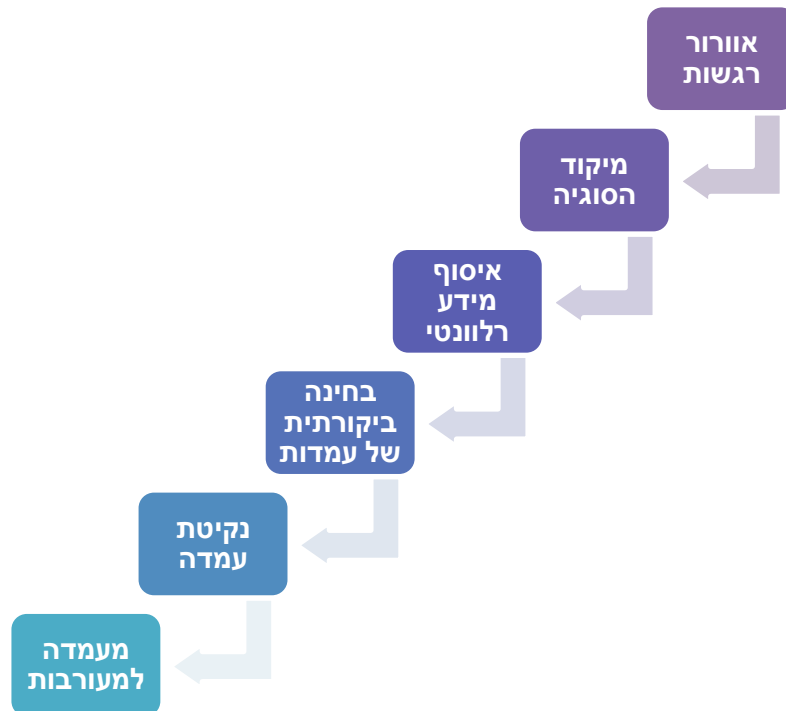 אוורור
רגשות
מיקוד
הסוגיה
איסוף
מידע
רלוונטי
בחינה
ביקורתית
של עמדות
נקיטת
עמדה
מעמדה
למעורבות